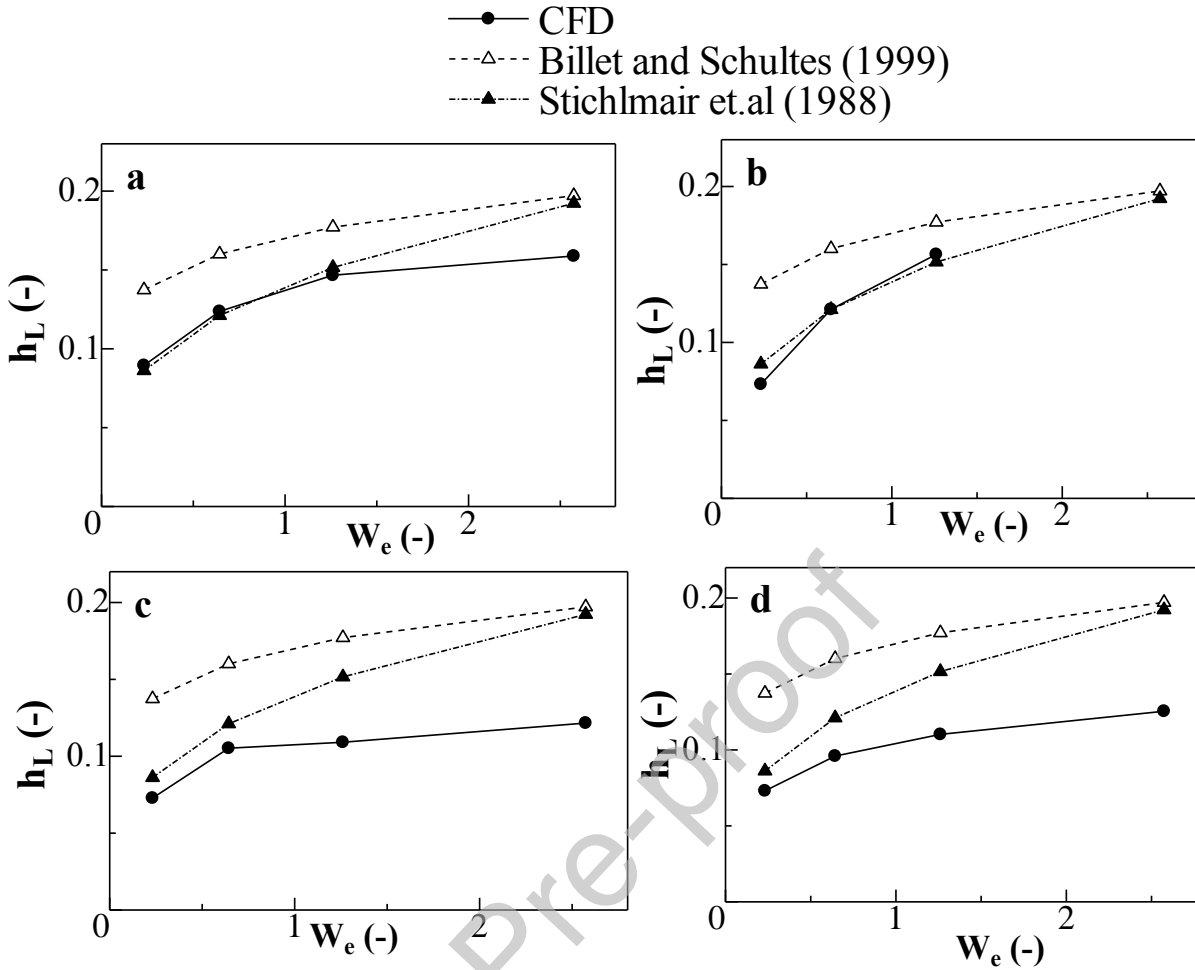 CFD
Billet and Schultes (1999)
Stichlmair et.al (1988)
a
0.2
0.1
h_L (-)
0 1 2
W_e (-)
b
0.2
0.1
h_L (-)
0 1 2
W_e (-)
c
0.2
0.1
h_L (-)
0 1 2
W_e (-)
d
0.2
0.1
h_L (-)
0 1 2
W_e (-)
Pre-proof